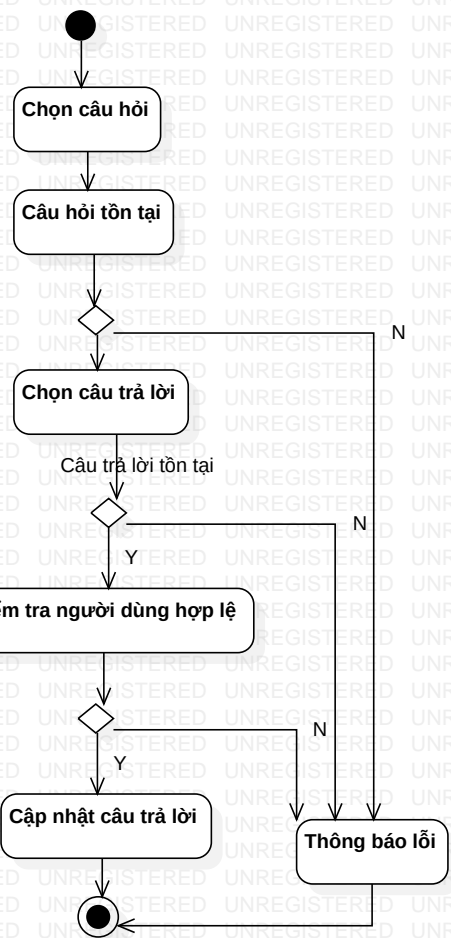 Chọn câu hỏi
Câu hỏi tồn tại
N
Chọn câu trả lời
Câu trả lời tồn tại
N
Y
ểm tra người dùng hợp lệ
N
Y
Cập nhật câu trả lời
Thông báo lỗi